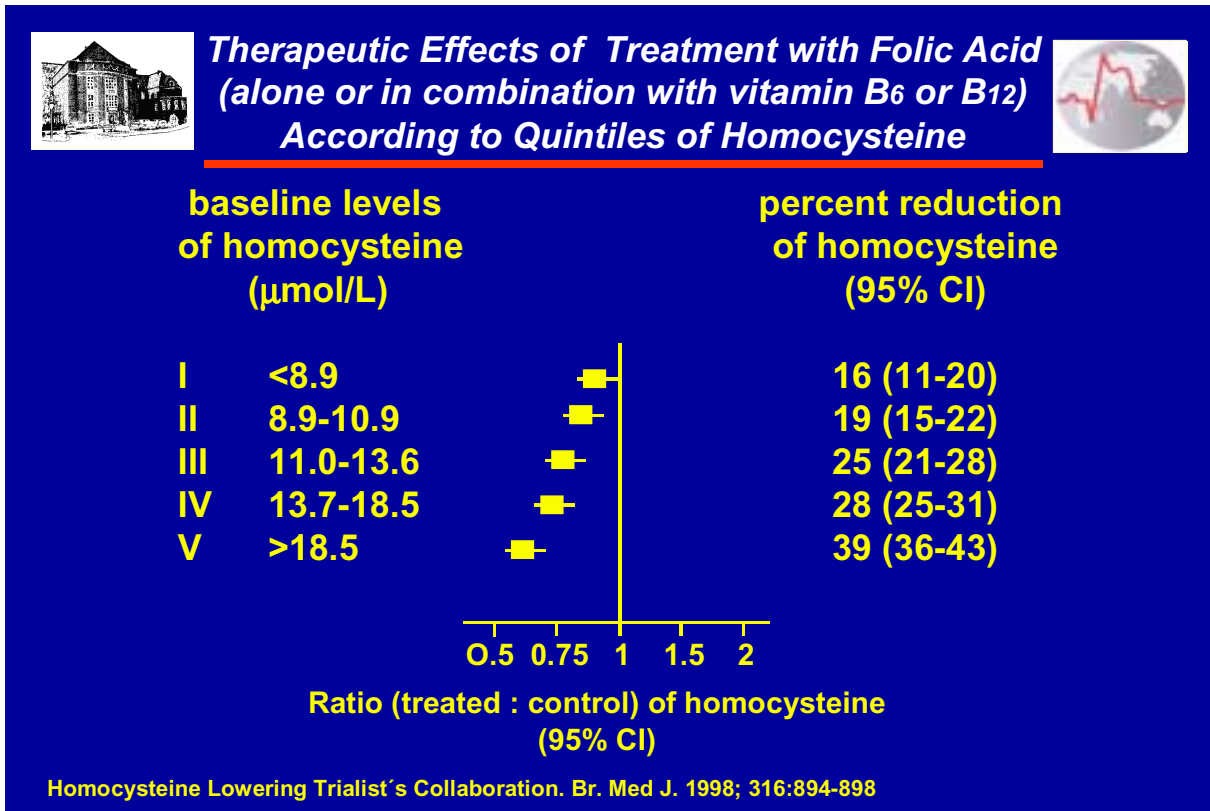 Therapeutic Effects of Treatment with Folic Acid
(alone or in combination with vitamin B6 or B12)
According to Quintiles of Homocysteine
baseline levels
of homocysteine
(μmol/L)
percent reduction
of homocysteine
(95% CI)
I <8.9 16 (11-20)
II 8.9-10.9 19 (15-22)
III 11.0-13.6 25 (21-28)
IV 13.7-18.5 28 (25-31)
V >18.5 39 (36-43)
O.5 0.75 1 1.5 2
Ratio (treated : control) of homocysteine
(95% CI)
Homocysteine Lowering Trialist´s Collaboration. Br. Med J. 1998; 316:894-898